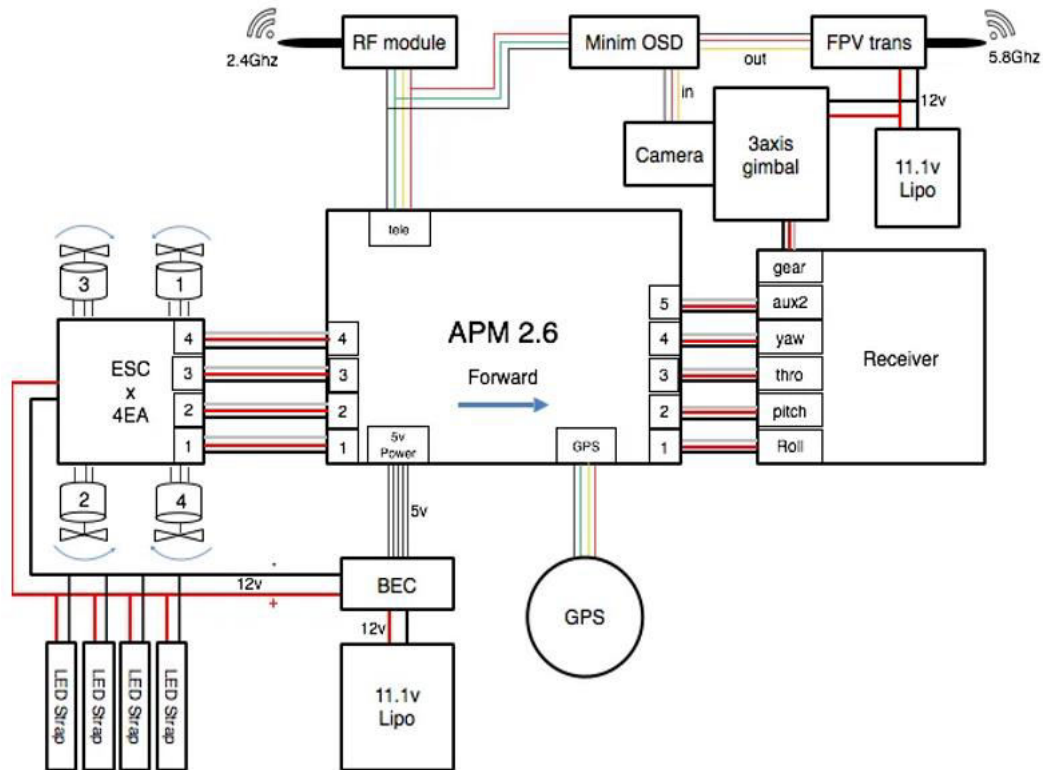 RF module
Minim OSD
FPV trans
2.4Ghz
5.8Ghz
out
in
12v
Camera
3axis
gimbal
11.1v
Lipo
tele
gear
3
1
5
aux2
4
4
APM 2.6
4
yaw
Receiver
ESC
x
4EA
3
3
Forward
3
thro
2
2
2
pitch
1
1
5v
Power
GPS
1
Roll
2
4
5v
-
12v
+
BEC
GPS
12v
LED Strap
LED Strap
LED Strap
LED Strap
11.1v
Lipo